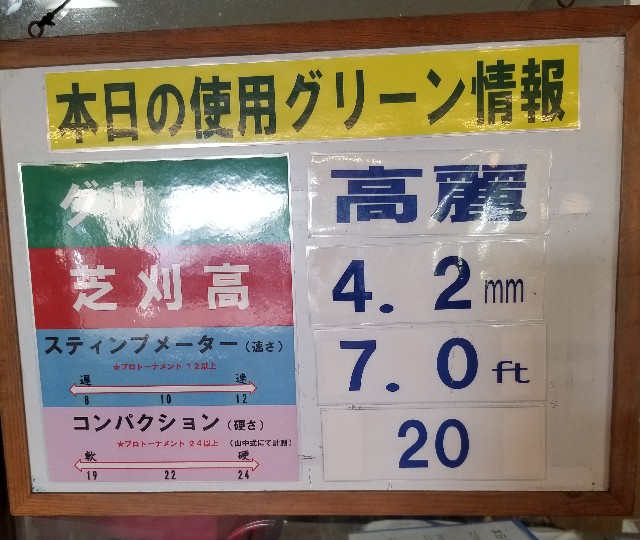 本日の使用グリーン情報
グリ
高麗
芝刈高
4.2mm
スティンプメーター(速さ)
★プロトーナメント 12以上
遅 速
8 10 12
7.0ft
コンパクション(硬さ)
★プロトーナメント 24以上 (山中式にて計測)
軟 硬
19 22 24
20